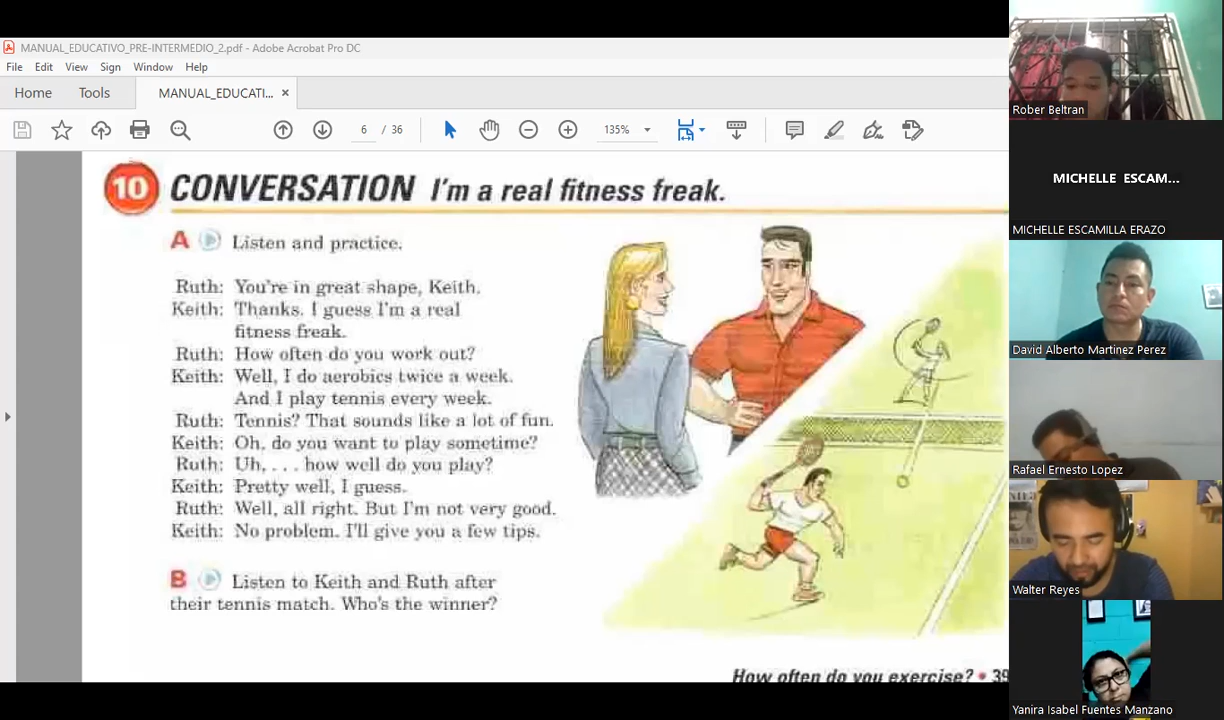 MANUAL_EDUCATIVO_PRE-INTERMEDIO_2.pdf - Adobe Acrobat Pro DC
File Edit View Sign Window Help
Home Tools MANUAL_EDUCATI... ×
6 / 36 135%
10 CONVERSATION I'm a real fitness freak.
A Listen and practice.
Ruth: You're in great shape, Keith.
Keith: Thanks. I guess I'm a real
fitness freak.
Ruth: How often do you work out?
Keith: Well, I do aerobics twice a week.
And I play tennis every week.
Ruth: Tennis? That sounds like a lot of fun.
Keith: Oh, do you want to play sometime?
Ruth: Uh, . . . how well do you play?
Keith: Pretty well, I guess.
Ruth: Well, all right. But I'm not very good.
Keith: No problem. I'll give you a few tips.
B Listen to Keith and Ruth after
their tennis match. Who's the winner?
How often do you exercise? • 39
Rober Beltran
MICHELLE ESCAM...
MICHELLE ESCAMILLA ERAZO
David Alberto Martinez Perez
Rafael Ernesto Lopez
Walter Reyes
Yanira Isabel Fuentes Manzano